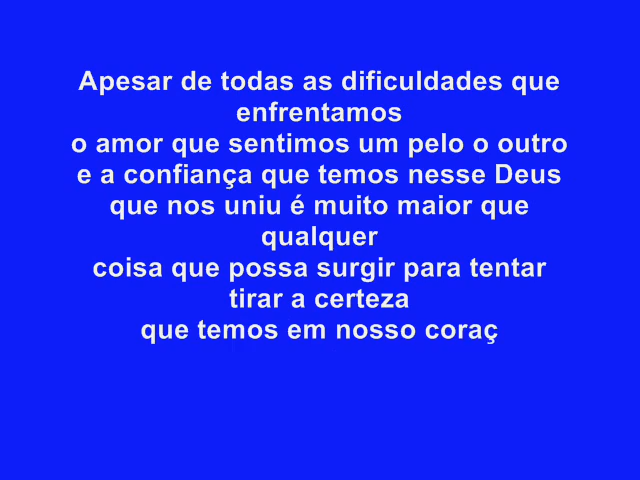 Apesar de todas as dificuldades que
enfrentamos
o amor que sentimos um pelo o outro
e a confiança que temos nesse Deus
que nos uniu é muito maior que
qualquer
coisa que possa surgir para tentar
tirar a certeza
que temos em nosso coraç